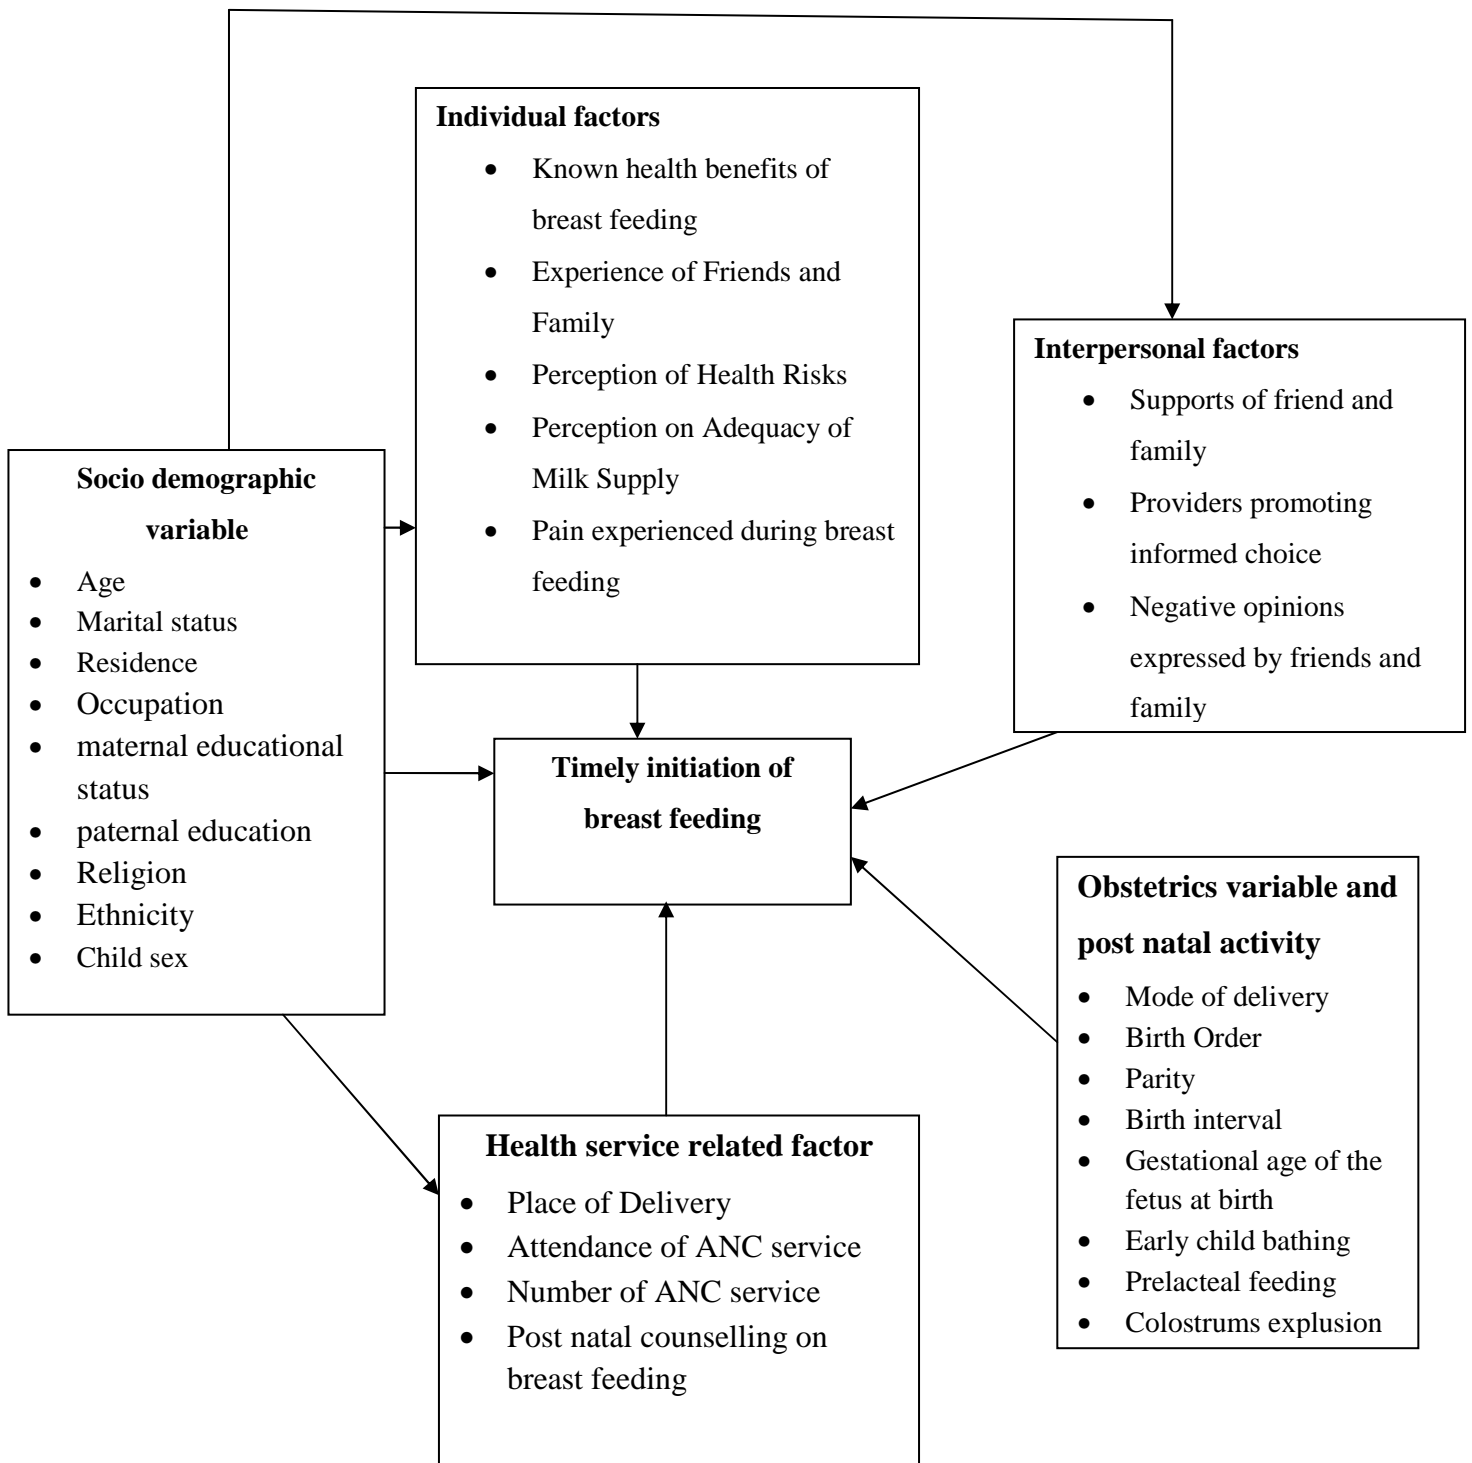 Individual factors
• Known health benefits of
breast feeding
• Experience of Friends and
Family
• Perception of Health Risks
• Perception on Adequacy of
Milk Supply
• Pain experienced during breast
feeding
Interpersonal factors
• Supports of friend and
family
• Providers promoting
informed choice
• Negative opinions
expressed by friends and
family
Socio demographic
variable
• Age
• Marital status
• Residence
• Occupation
• maternal educational
status
• paternal education
• Religion
• Ethnicity
• Child sex
Timely initiation of
breast feeding
Obstetrics variable and
post natal activity
• Mode of delivery
• Birth Order
• Parity
• Birth interval
• Gestational age of the
fetus at birth
• Early child bathing
• Prelacteal feeding
• Colostrums explusion
Health service related factor
• Place of Delivery
• Attendance of ANC service
• Number of ANC service
• Post natal counselling on
breast feeding